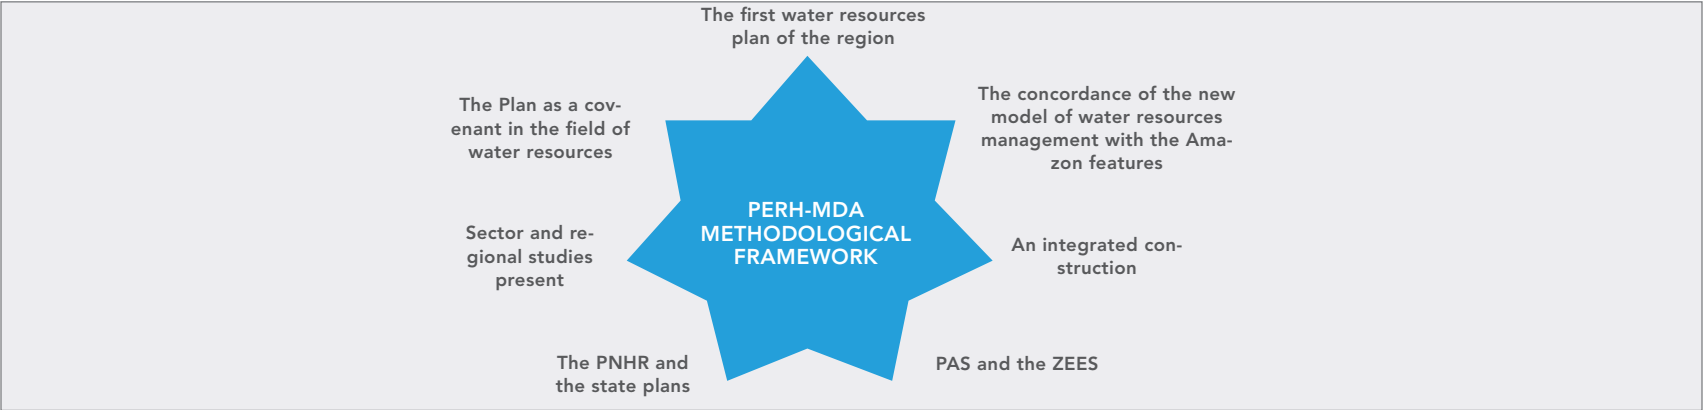 The first water resources
plan of the region
The Plan as a cov-
enant in the field of
water resources
The concordance of the new
model of water resources
management with the Ama-
zon features
PERH-MDA
METHODOLOGICAL
FRAMEWORK
Sector and re-
gional studies
present
An integrated con-
struction
The PNHR and
the state plans
PAS and the ZEES